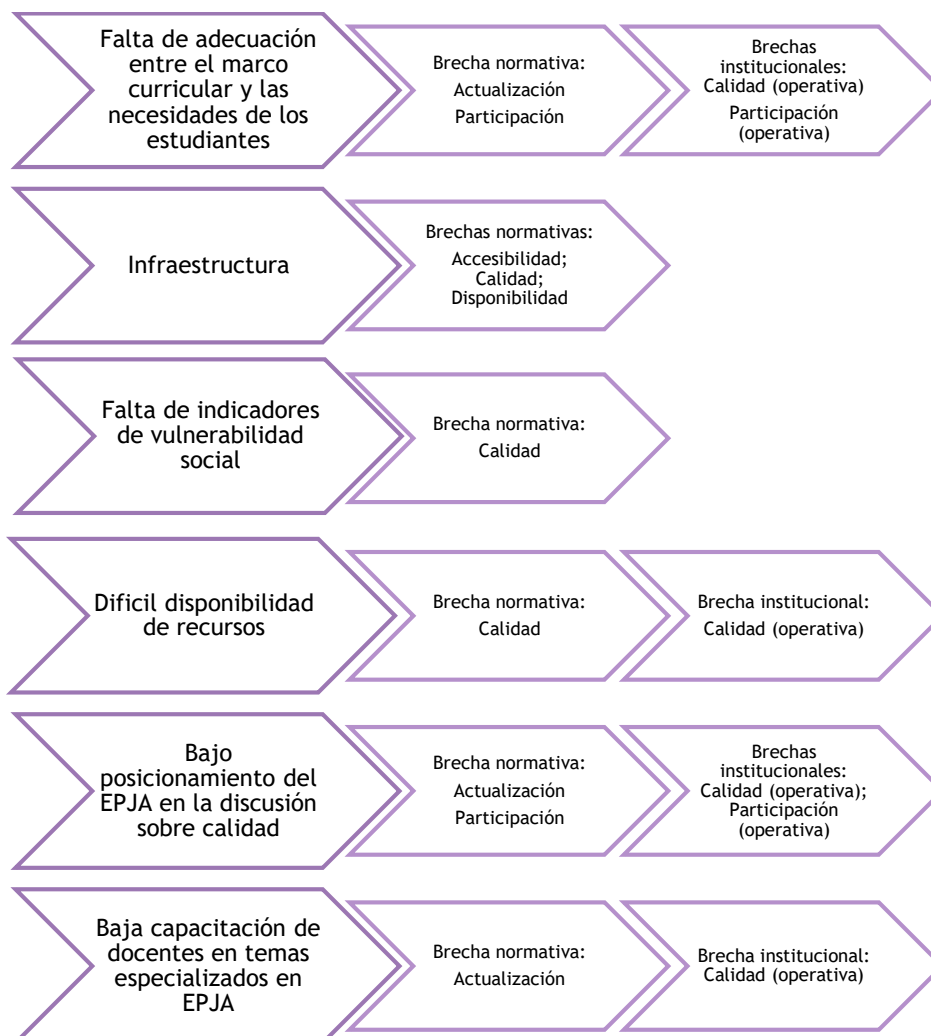 Falta de adecuación
entre el marco
curricular y las
necesidades de los
estudiantes
Brecha normativa:
Actualización
Participación
Brechas
institucionales:
Calidad (operativa)
Participación
(operativa)
Infraestructura
Brechas normativas:
Accesibilidad;
Calidad;
Disponibilidad
Falta de indicadores
de vulnerabilidad
social
Brecha normativa:
Calidad
Dificil disponibilidad
de recursos
Brecha normativa:
Calidad
Brecha institucional:
Calidad (operativa)
Bajo
posicionamiento del
EPJA en la discusión
sobre calidad
Brecha normativa:
Actualización
Participación
Brechas
institucionales:
Calidad (operativa);
Participación
(operativa)
Baja capacitación de
docentes en temas
especializados en
EPJA
Brecha normativa:
Actualización
Brecha institucional:
Calidad (operativa)